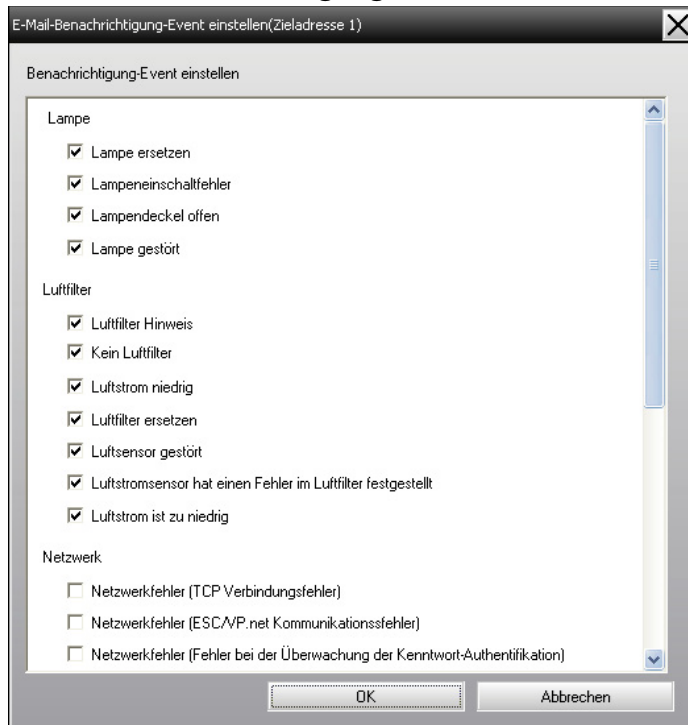 E-Mail-Benachrichtigung-Event einstellen(Zieladresse 1)
Benachrichtigung-Event einstellen
Lampe
Lampe ersetzen
Lampeneinschaltfehler
Lampendeckel offen
Lampe gestört
Luftfilter
Luftfilter Hinweis
Kein Luftfilter
Luftstrom niedrig
Luftfilter ersetzen
Luftsensor gestört
Luftstromsensor hat einen Fehler im Luftfilter festgestellt
Luftstrom ist zu niedrig
Netzwerk
Netzwerkfehler (TCP Verbindungsfehler)
Netzwerkfehler (ESC/VP.net Kommunikationssfehler)
Netzwerkfehler (Fehler bei der Überwachung der Kenntwort-Authentifikation)
OK
Abbrechen